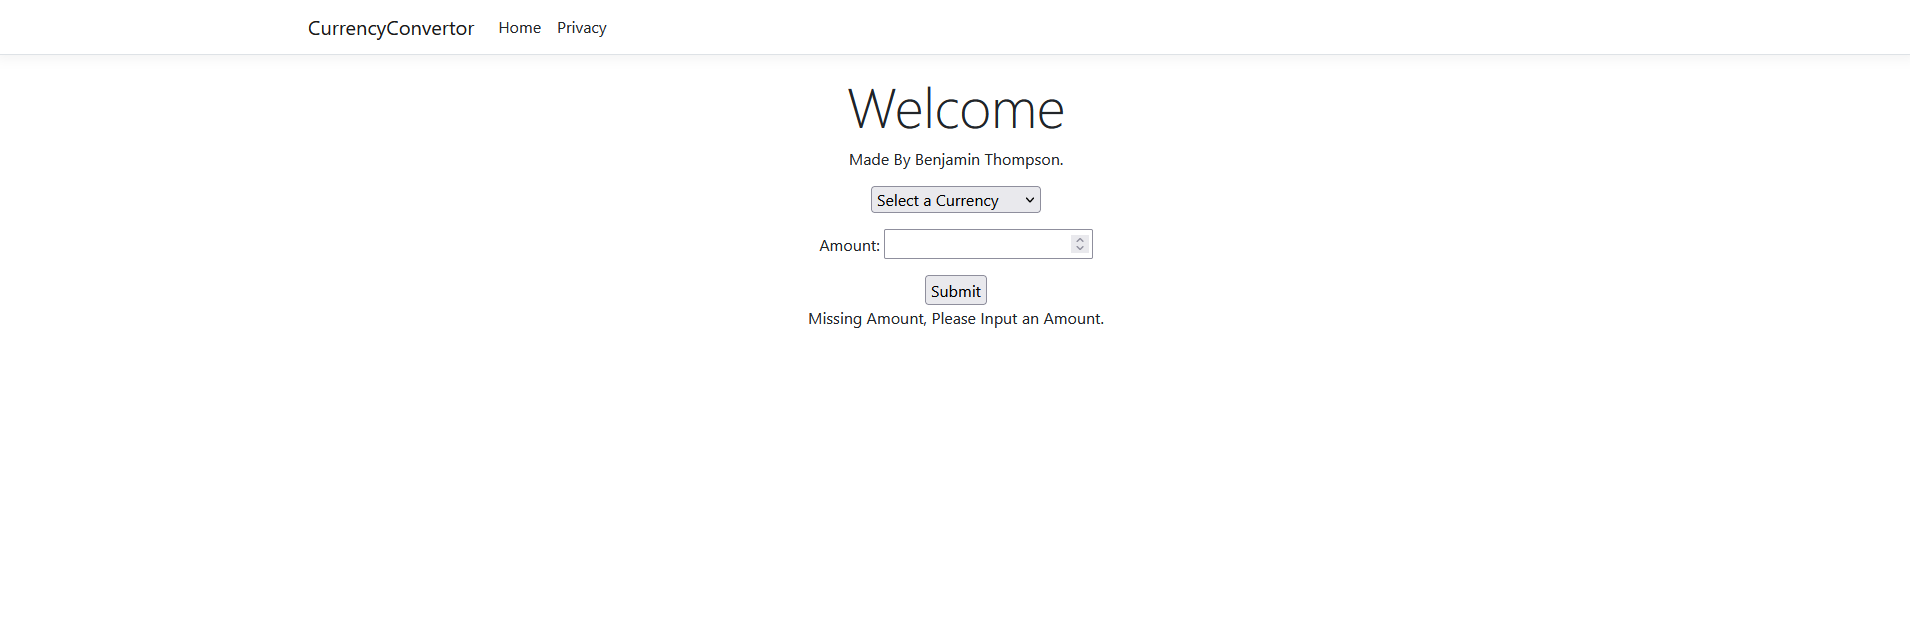 CurrencyConvertor Home Privacy
Welcome
Made By Benjamin Thompson.
Select a Currency
Amount:
Submit
Missing Amount, Please Input an Amount.